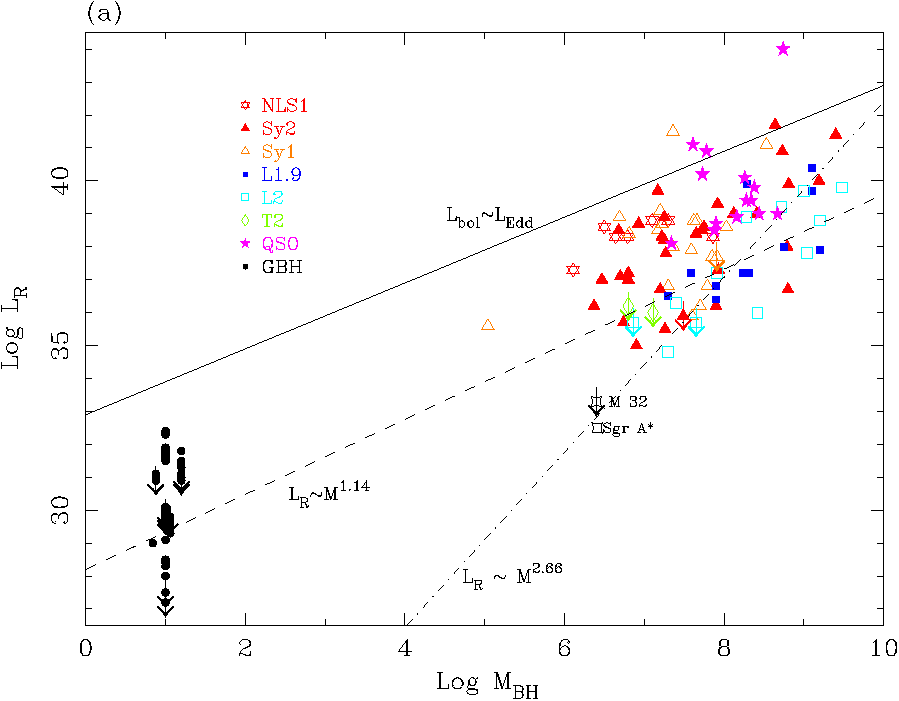 (a)
NLS1
Sy2
Sy1
L1.9
L2
T2
QSO
GBH
L_bol~L_Edd
M 32
Sgr A*
L_R~M^1.14
L_R ~ M^2.66
40
35
30
0 2 4 6 8 10
Log L_R
Log M_BH